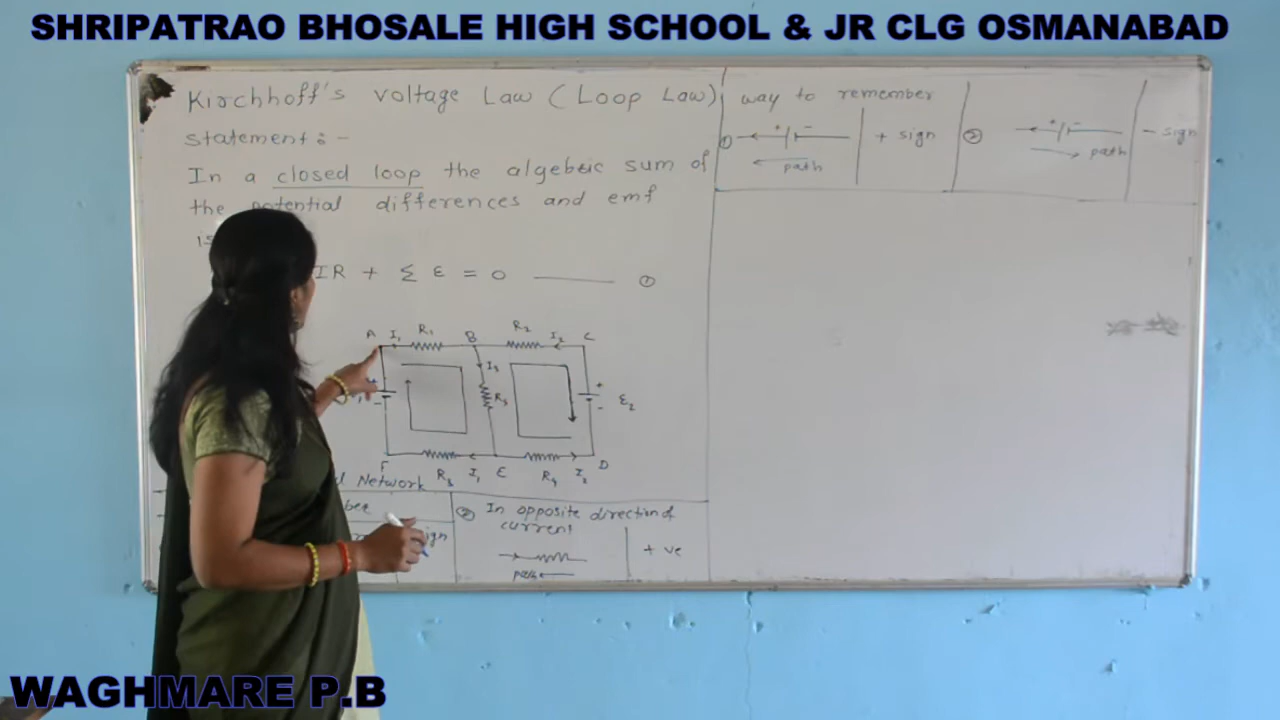 SHRIPATRAO BHOSALE HIGH SCHOOL & JR CLG OSMANABAD
Kirchhoff's voltage Law (Loop Law)
statement :-
In a closed loop the algebric sum of
the potential differences and emf
is
IR + Σ ε = 0 ①
A I₁ R₁ B R₂ I₂ C
I₃
R₅
+ - ε₂
F R₃ I₁ E R₄ I₂ D
Network
② In opposite direction of
current
path
+ ve
sign
way to remember
① + - path + sign
② + - path - sign
WAGHMARE P.B